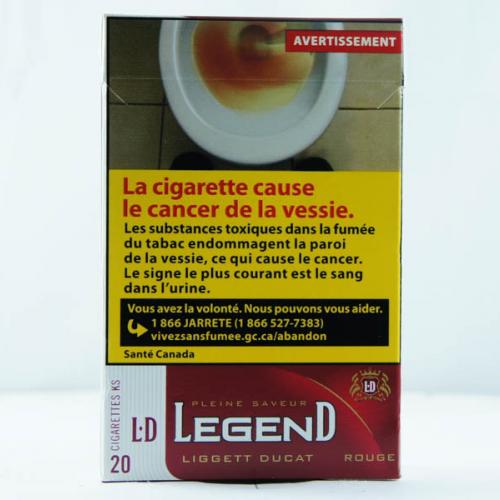 AVERTISSEMENT
La cigarette cause
le cancer de la vessie.
Les substances toxiques dans la fumée
du tabac endommagent la paroi
de la vessie, ce qui cause le cancer.
Le signe le plus courant est le sang
dans l'urine.
Vous avez la volonté. Nous pouvons vous aider.
1 866 JARRETE (1 866 527-7383)
vivezsansfumee.gc.ca/abandon
Santé Canada
CIGARETTES KS
20
L·D
PLEINE SAVEUR
LEGEND
LIGGETT DUCAT
L·D
ROUGE